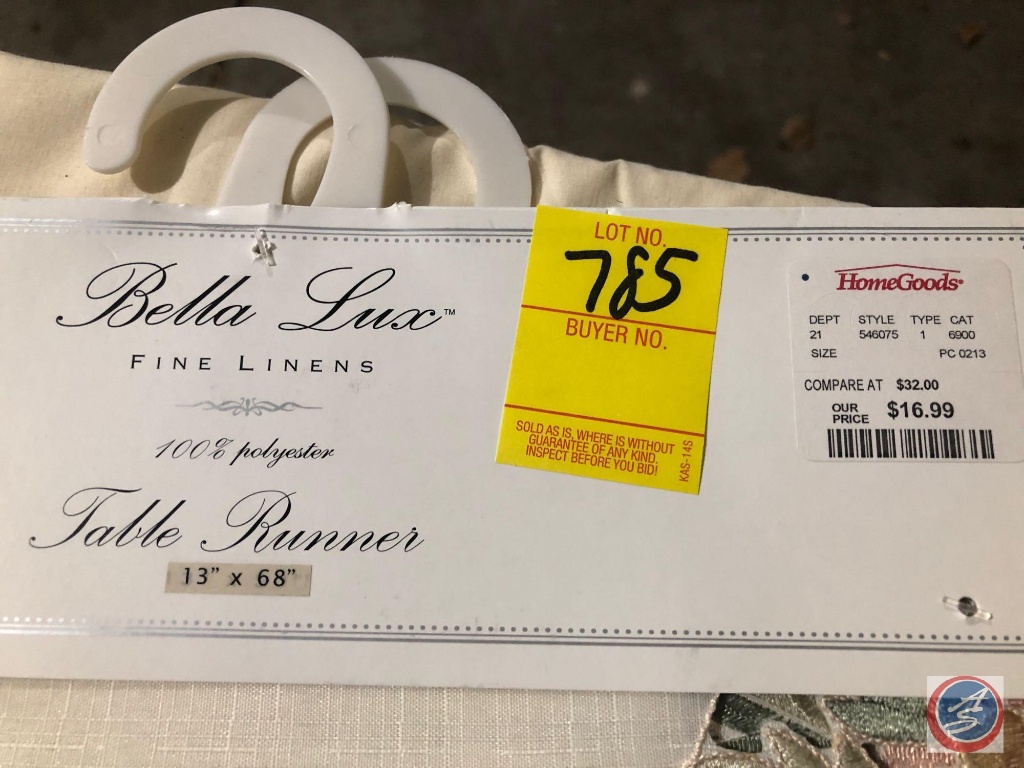 Bella Lux™
FINE LINENS
100% polyester
Table Runner
13" x 68"
LOT NO.
785
BUYER NO.
SOLD AS IS, WHERE IS WITHOUT
GUARANTEE OF ANY KIND.
INSPECT BEFORE YOU BID!
KAS-14S
HomeGoods®
DEPT STYLE TYPE CAT
21 546075 1 6900
SIZE PC 0213
COMPARE AT $32.00
OUR
PRICE $16.99
AS